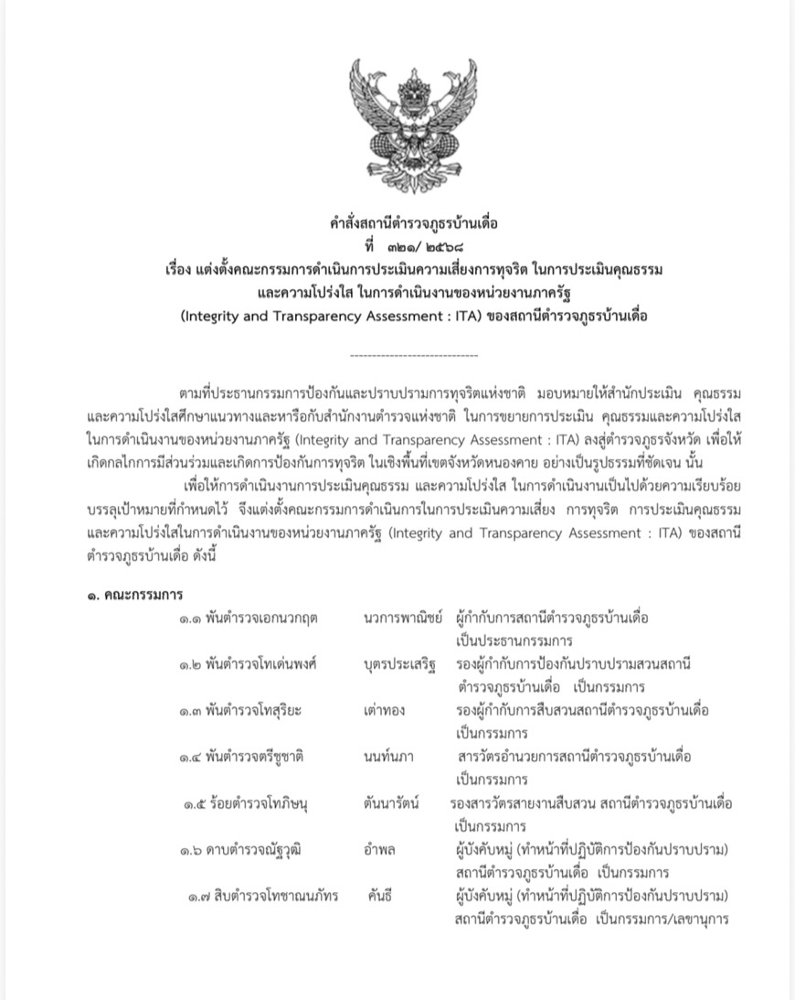 คำสั่งสถานีตำรวจภูธรบ้านเดื่อ
ที่ ๓๒๑/ ๒๕๖๘
เรื่อง แต่งตั้งคณะกรรมการดำเนินการประเมินความเสี่ยงการทุจริต ในการประเมินคุณธรรม
และความโปร่งใส ในการดำเนินงานของหน่วยงานภาครัฐ
(Integrity and Transparency Assessment : ITA) ของสถานีตำรวจภูธรบ้านเดื่อ
-----------------------------
ตามที่ประธานกรรมการป้องกันและปราบปรามการทุจริตแห่งชาติ มอบหมายให้สำนักประเมิน คุณธรรม
และความโปร่งใสศึกษาแนวทางและหารือกับสำนักงานตำรวจแห่งชาติ ในการขยายการประเมิน คุณธรรมและความโปร่งใส
ในการดำเนินงานของหน่วยงานภาครัฐ (Integrity and Transparency Assessment : ITA) ลงสู่ตำรวจภูธรจังหวัด เพื่อให้
เกิดกลไกการมีส่วนร่วมและเกิดการป้องกันการทุจริต ในเชิงพื้นที่เขตจังหวัดหนองคาย อย่างเป็นรูปธรรมที่ชัดเจน นั้น
เพื่อให้การดำเนินงานการประเมินคุณธรรม และความโปร่งใส ในการดำเนินงานเป็นไปด้วยความเรียบร้อย
บรรลุเป้าหมายที่กำหนดไว้ จึงแต่งตั้งคณะกรรมการดำเนินการในการประเมินความเสี่ยง การทุจริต การประเมินคุณธรรม
และความโปร่งใสในการดำเนินงานของหน่วยงานภาครัฐ (Integrity and Transparency Assessment : ITA) ของสถานี
ตำรวจภูธรบ้านเดื่อ ดังนี้
๑. คณะกรรมการ
๑.๑ พันตำรวจเอกนวกฤต นวการพาณิชย์ ผู้กำกับการสถานีตำรวจภูธรบ้านเดื่อ
เป็นประธานกรรมการ
๑.๒ พันตำรวจโทเด่นพงศ์ บุตรประเสริฐ รองผู้กำกับการป้องกันปราบปรามสวนสถานี
ตำรวจภูธรบ้านเดื่อ เป็นกรรมการ
๑.๓ พันตำรวจโทสุริยะ เต่าทอง รองผู้กำกับการสืบสวนสถานีตำรวจภูธรบ้านเดื่อ
เป็นกรรมการ
๑.๔ พันตำรวจตรีชูชาติ นนท์นภา สารวัตรอำนวยการสถานีตำรวจภูธรบ้านเดื่อ
เป็นกรรมการ
๑.๕ ร้อยตำรวจโทภิษนุ ตันนารัตน์ รองสารวัตรสายงานสืบสวน สถานีตำรวจภูธรบ้านเดื่อ
เป็นกรรมการ
๑.๖ ดาบตำรวจณัฐวุฒิ อำพล ผู้บังคับหมู่ (ทำหน้าที่ปฏิบัติการป้องกันปราบปราม)
สถานีตำรวจภูธรบ้านเดื่อ เป็นกรรมการ
๑.๗ สิบตำรวจโทชาณนภัทร คันธี ผู้บังคับหมู่ (ทำหน้าที่ปฏิบัติการป้องกันปราบปราม)
สถานีตำรวจภูธรบ้านเดื่อ เป็นกรรมการ/เลขานุการ